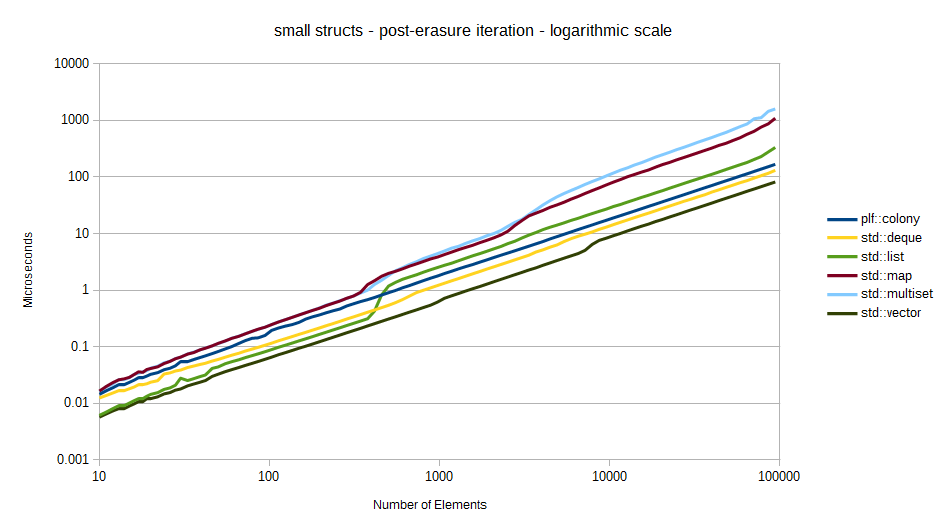 small structs - post-erasure iteration - logarithmic scale
10000
1000
100
10
1
0.1
0.01
0.001
Microseconds
10
100
1000
10000
100000
Number of Elements
plf::colony
std::deque
std::list
std::map
std::multiset
std::vector